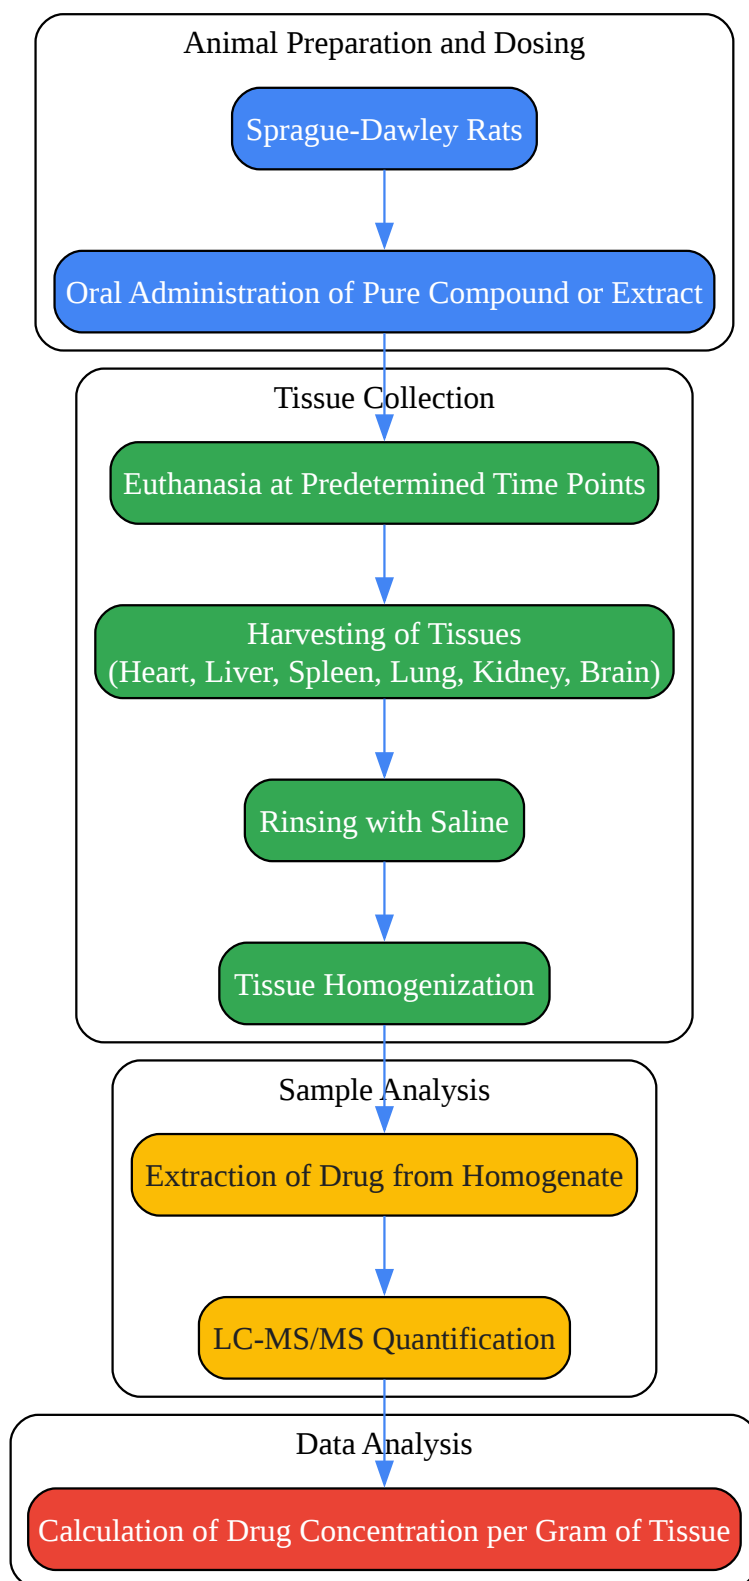 Animal Preparation and Dosing
Sprague-Dawley Rats
Oral Administration of Pure Compound or Extract
Tissue Collection
Euthanasia at Predetermined Time Points
Harvesting of Tissues
(Heart, Liver, Spleen, Lung, Kidney, Brain)
Rinsing with Saline
Tissue Homogenization
Sample Analysis
Extraction of Drug from Homogenate
LC-MS/MS Quantification
Data Analysis
Calculation of Drug Concentration per Gram of Tissue